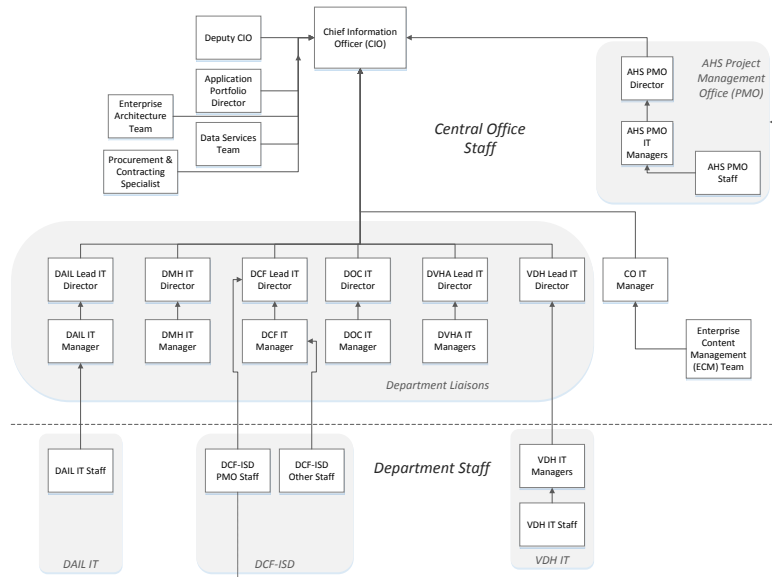 Deputy CIO
Chief Information
Officer (CIO)
Application
Portfolio
Director
Enterprise
Architecture
Team
Data Services
Team
Procurement &
Contracting
Specialist
Central Office
Staff
AHS PMO
Director
AHS Project
Management
Office (PMO)
AHS PMO
IT
Managers
AHS PMO
Staff
DAIL Lead IT
Director
DMH IT
Director
DCF Lead IT
Director
DOC IT
Director
DVHA Lead IT
Director
VDH Lead IT
Director
CO IT
Manager
DAIL IT
Manager
DMH IT
Manager
DCF IT
Manager
DOC IT
Manager
DVHA IT
Managers
Enterprise
Content
Management
(ECM) Team
Department Liaisons
DAIL IT Staff
DCF-ISD
PMO Staff
DCF-ISD
Other Staff
Department Staff
VDH IT
Managers
VDH IT Staff
DAIL IT
DCF-ISD
VDH IT